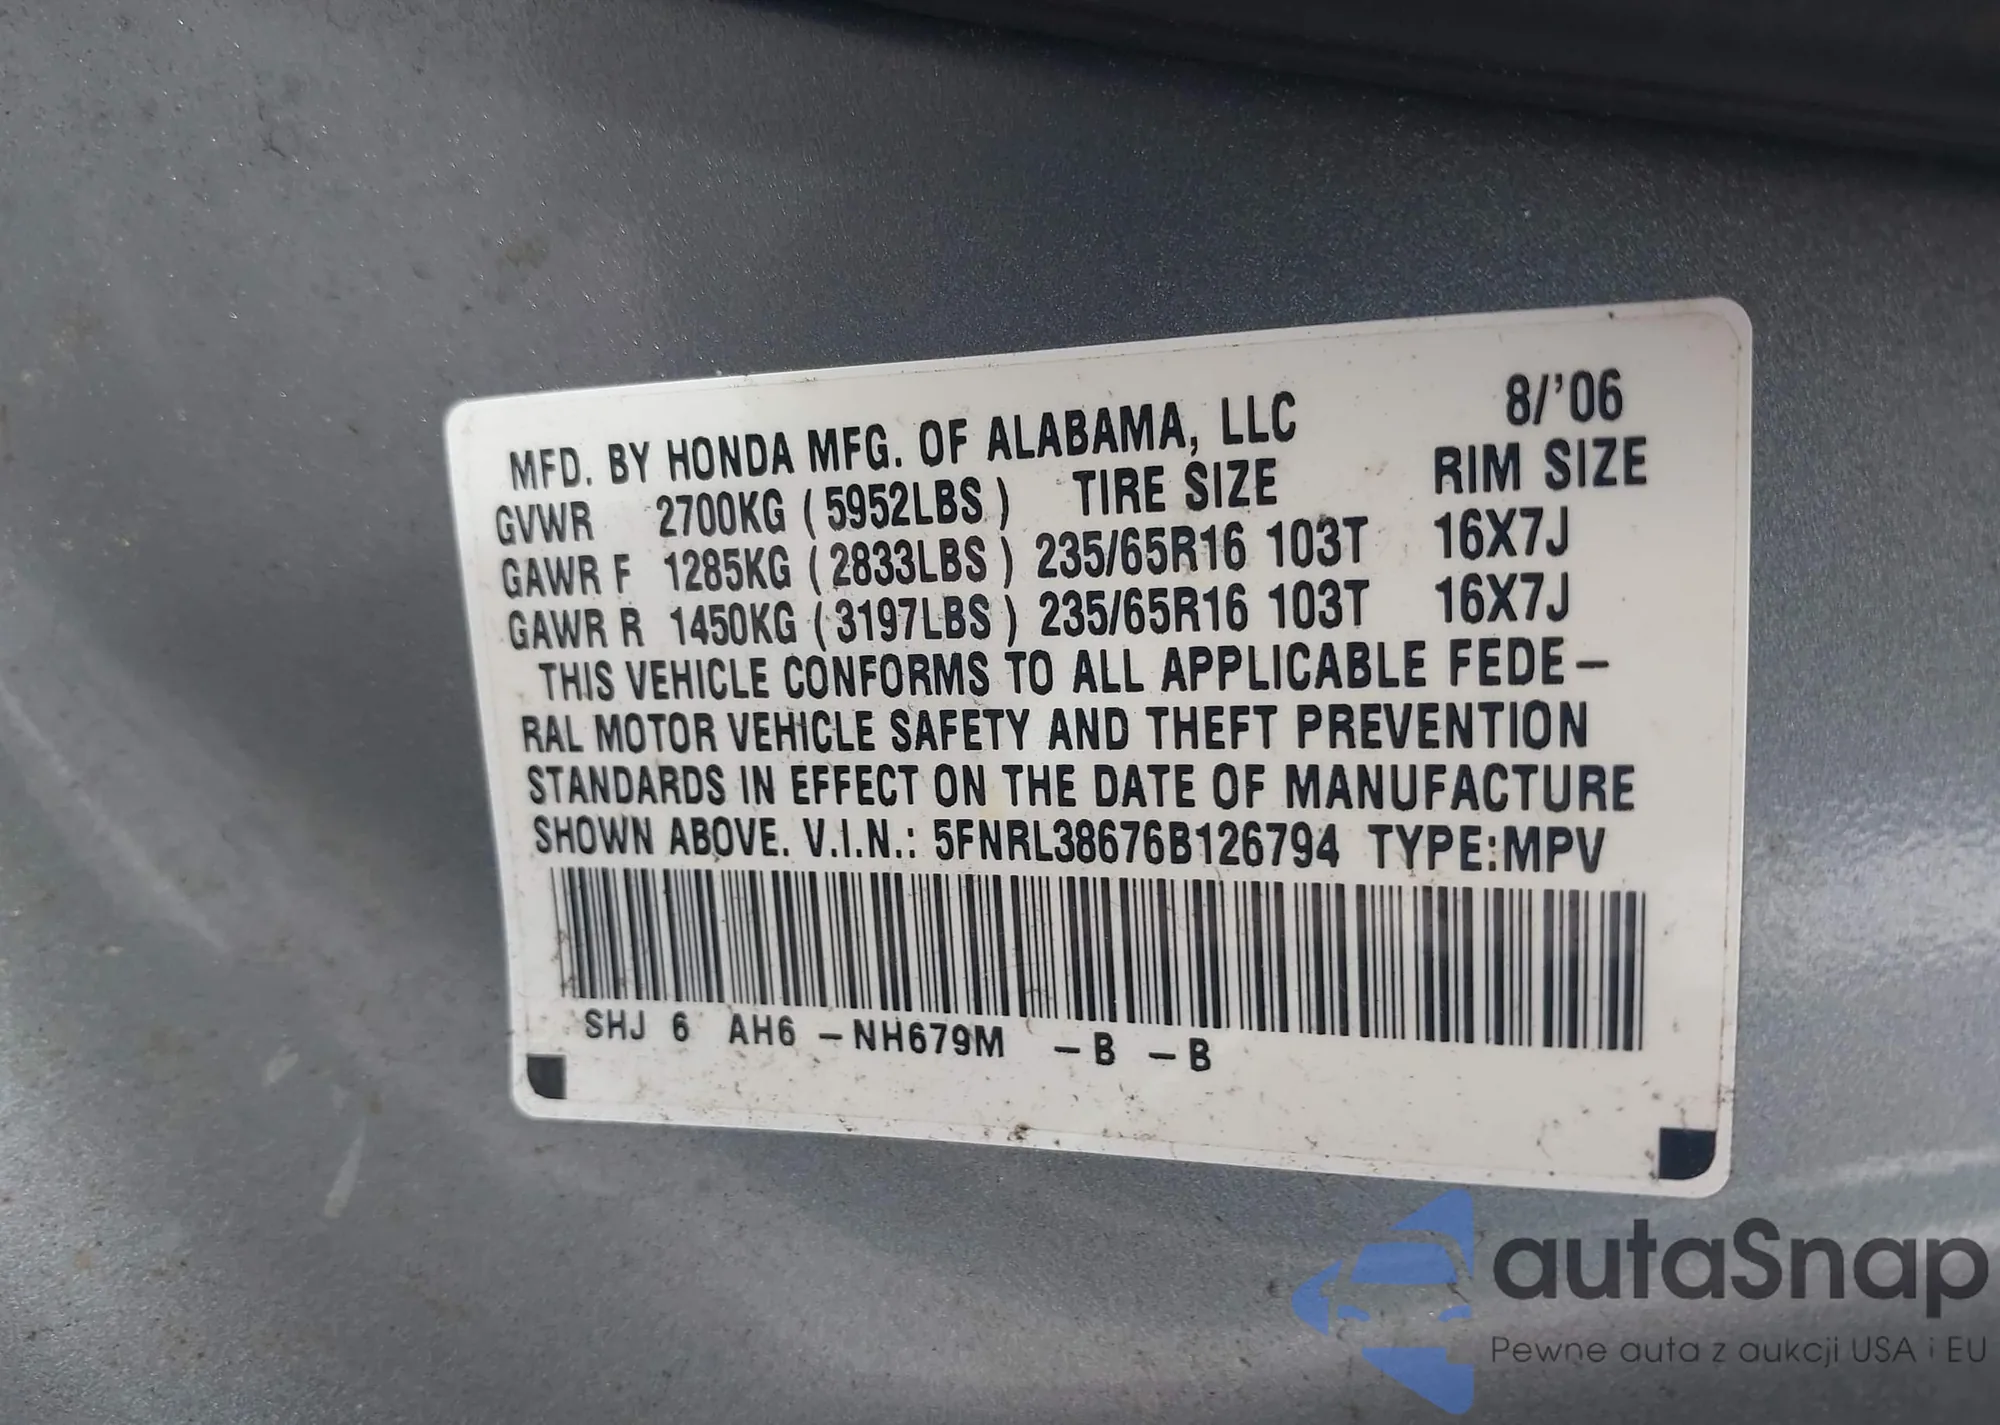 MFD. BY HONDA MFG. OF ALABAMA, LLC 8/'06
GVWR 2700KG (5952LBS) TIRE SIZE RIM SIZE
GAWR F 1285KG (2833LBS) 235/65R16 103T 16X7J
GAWR R 1450KG (3197LBS) 235/65R16 103T 16X7J
THIS VEHICLE CONFORMS TO ALL APPLICABLE FEDE-
RAL MOTOR VEHICLE SAFETY AND THEFT PREVENTION
STANDARDS IN EFFECT ON THE DATE OF MANUFACTURE
SHOWN ABOVE. V.I.N.: 5FNRL38676B126794 TYPE:MPV
SHJ 6 AH6 -NH679M -B -B
autaSnap
Pewne auta z aukcji USA i EU